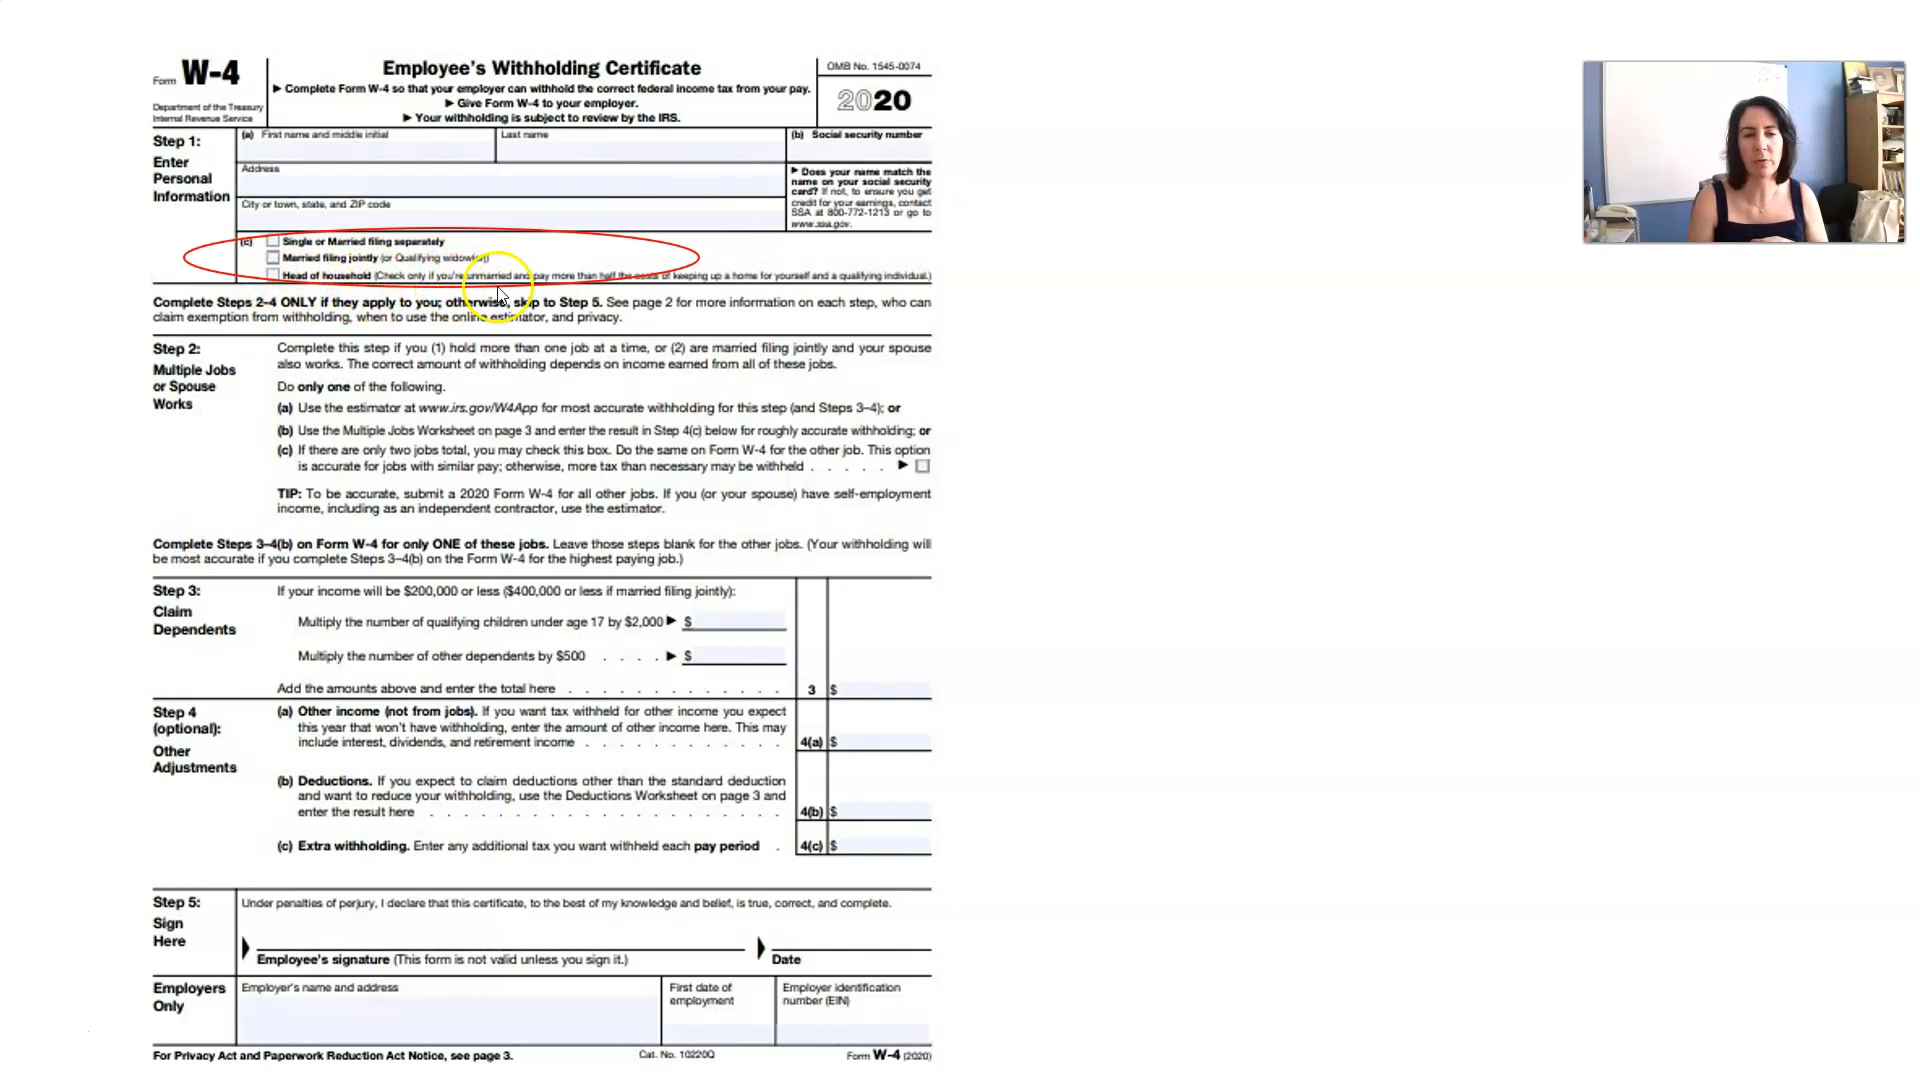 Form W-4
Department of the Treasury
Internal Revenue Service
Employee's Withholding Certificate
▶ Complete Form W-4 so that your employer can withhold the correct federal income tax from your pay.
▶ Give Form W-4 to your employer.
▶ Your withholding is subject to review by the IRS.
OMB No. 1545-0074
2020
Step 1:
Enter
Personal
Information
(a) First name and middle initial
Last name
(b) Social security number
Address
City or town, state, and ZIP code
▶ Does your name match the
name on your social security
card? If not, to ensure you get
credit for your earnings, contact
SSA at 800-772-1213 or go to
www.ssa.gov.
(c) Single or Married filing separately
Married filing jointly (or Qualifying widow(er))
Head of household (Check only if you're unmarried and pay more than half the costs of keeping up a home for yourself and a qualifying individual.)
Complete Steps 2–4 ONLY if they apply to you; otherwise, skip to Step 5. See page 2 for more information on each step, who can
claim exemption from withholding, when to use the online estimator, and privacy.
Step 2:
Multiple Jobs
or Spouse
Works
Complete this step if you (1) hold more than one job at a time, or (2) are married filing jointly and your spouse
also works. The correct amount of withholding depends on income earned from all of these jobs.
Do only one of the following.
(a) Use the estimator at www.irs.gov/W4App for most accurate withholding for this step (and Steps 3–4); or
(b) Use the Multiple Jobs Worksheet on page 3 and enter the result in Step 4(c) below for roughly accurate withholding; or
(c) If there are only two jobs total, you may check this box. Do the same on Form W-4 for the other job. This option
is accurate for jobs with similar pay; otherwise, more tax than necessary may be withheld . . . . . ▶
TIP: To be accurate, submit a 2020 Form W-4 for all other jobs. If you (or your spouse) have self-employment
income, including as an independent contractor, use the estimator.
Complete Steps 3–4(b) on Form W-4 for only ONE of these jobs. Leave those steps blank for the other jobs. (Your withholding will
be most accurate if you complete Steps 3–4(b) on the Form W-4 for the highest paying job.)
Step 3:
Claim
Dependents
If your income will be $200,000 or less ($400,000 or less if married filing jointly):
Multiply the number of qualifying children under age 17 by $2,000 ▶ $
Multiply the number of other dependents by $500 . . . . ▶ $
Add the amounts above and enter the total here . . . . . . . . . . . . . 3 $
Step 4
(optional):
Other
Adjustments
(a) Other income (not from jobs). If you want tax withheld for other income you expect
this year that won't have withholding, enter the amount of other income here. This may
include interest, dividends, and retirement income . . . . . . . . . . . . 4(a) $
(b) Deductions. If you expect to claim deductions other than the standard deduction
and want to reduce your withholding, use the Deductions Worksheet on page 3 and
enter the result here . . . . . . . . . . . . . . . . . . . . . 4(b) $
(c) Extra withholding. Enter any additional tax you want withheld each pay period . 4(c) $
Step 5:
Sign
Here
Under penalties of perjury, I declare that this certificate, to the best of my knowledge and belief, is true, correct, and complete.
Employee's signature (This form is not valid unless you sign it.)
Date
Employers
Only
Employer's name and address
First date of
employment
Employer identification
number (EIN)
For Privacy Act and Paperwork Reduction Act Notice, see page 3.
Cat. No. 10220Q
Form W-4 (2020)